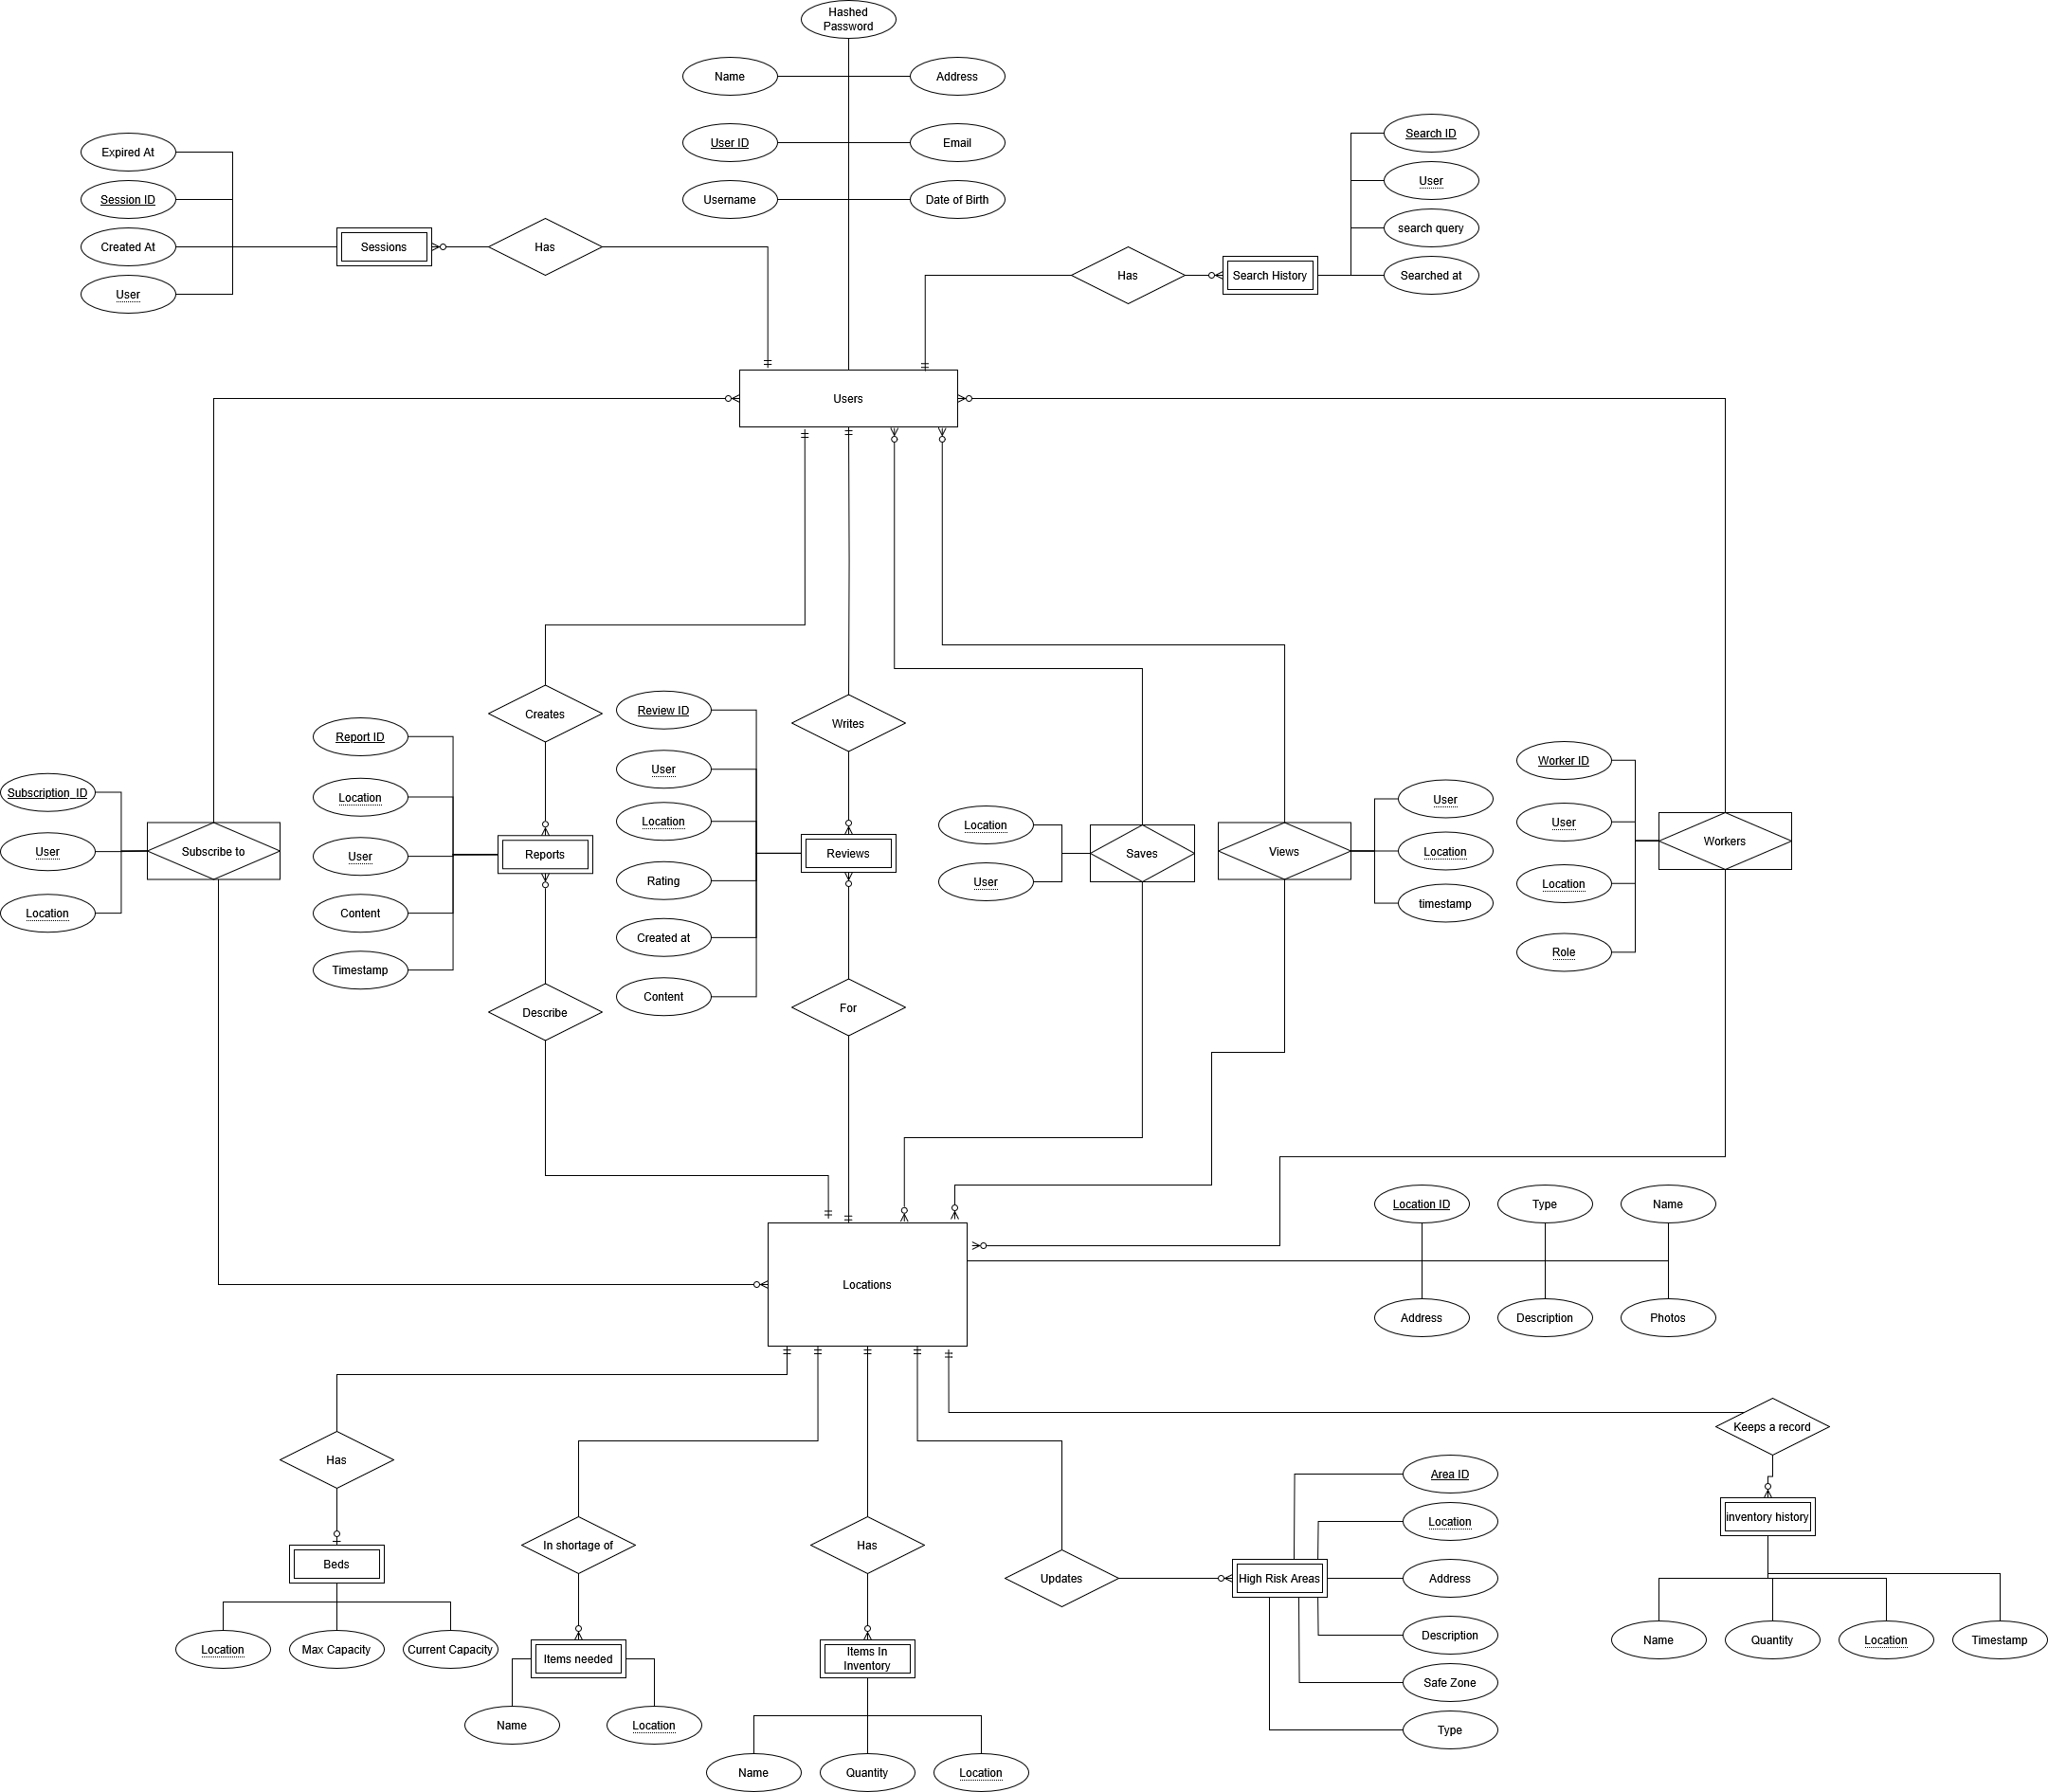 Hashed
Password
Name
Address
User ID
Email
Username
Date of Birth
Expired At
Session ID
Created At
User
Sessions
Has
Search ID
User
search query
Searched at
Has
Search History
Users
Creates
Writes
Subscription_ID
User
Location
Subscribe to
Report ID
Location
User
Content
Timestamp
Reports
Describe
Review ID
User
Location
Rating
Created at
Content
Reviews
For
Location
User
Saves
Views
User
Location
timestamp
Worker ID
User
Location
Role
Workers
Locations
Location ID
Type
Name
Address
Description
Photos
Has
Beds
Location
Max Capacity
Current Capacity
In shortage of
Items needed
Name
Location
Has
Items In
Inventory
Name
Quantity
Location
Updates
High Risk Areas
Area ID
Location
Address
Description
Safe Zone
Type
Keeps a record
inventory history
Name
Quantity
Location
Timestamp